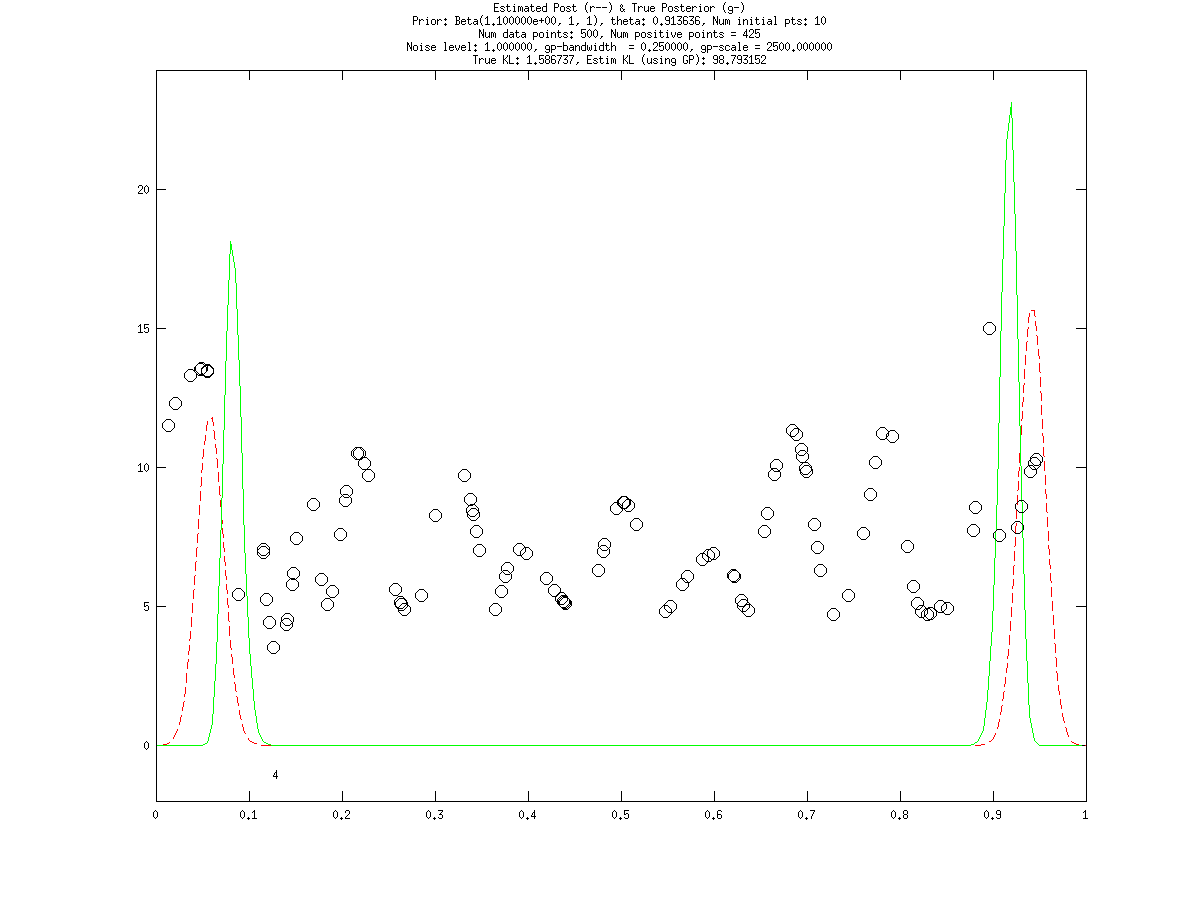 Estimated Post (r--) & True Posterior (g-)
Prior: Beta(1.100000e+00, 1, 1), theta: 0.913636, Num initial pts: 10
Num data points: 500, Num positive points = 425
Noise level: 1.000000, gp-bandwidth  = 0.250000, gp-scale = 2500.000000
True KL: 1.586737, Estim KL (using GP): 98.793152
20
15
10
5
0
4
0 0.1 0.2 0.3 0.4 0.5 0.6 0.7 0.8 0.9 1